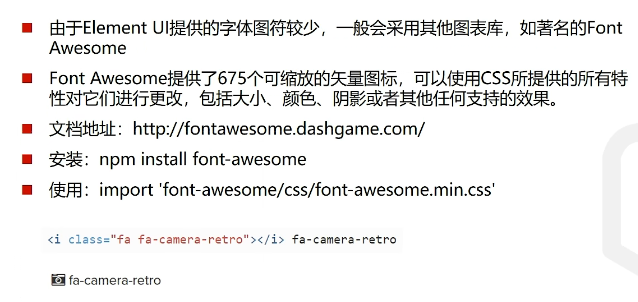 由于Element UI提供的字体图符较少，一般会采用其他图表库，如著名的Font
Awesome
Font Awesome提供了675个可缩放的矢量图标，可以使用CSS所提供的所有特
性对它们进行更改，包括大小、颜色、阴影或者其他任何支持的效果。
文档地址：http://fontawesome.dashgame.com/
安装：npm install font-awesome
使用：import 'font-awesome/css/font-awesome.min.css'
<i class="fa fa-camera-retro"></i> fa-camera-retro
fa-camera-retro